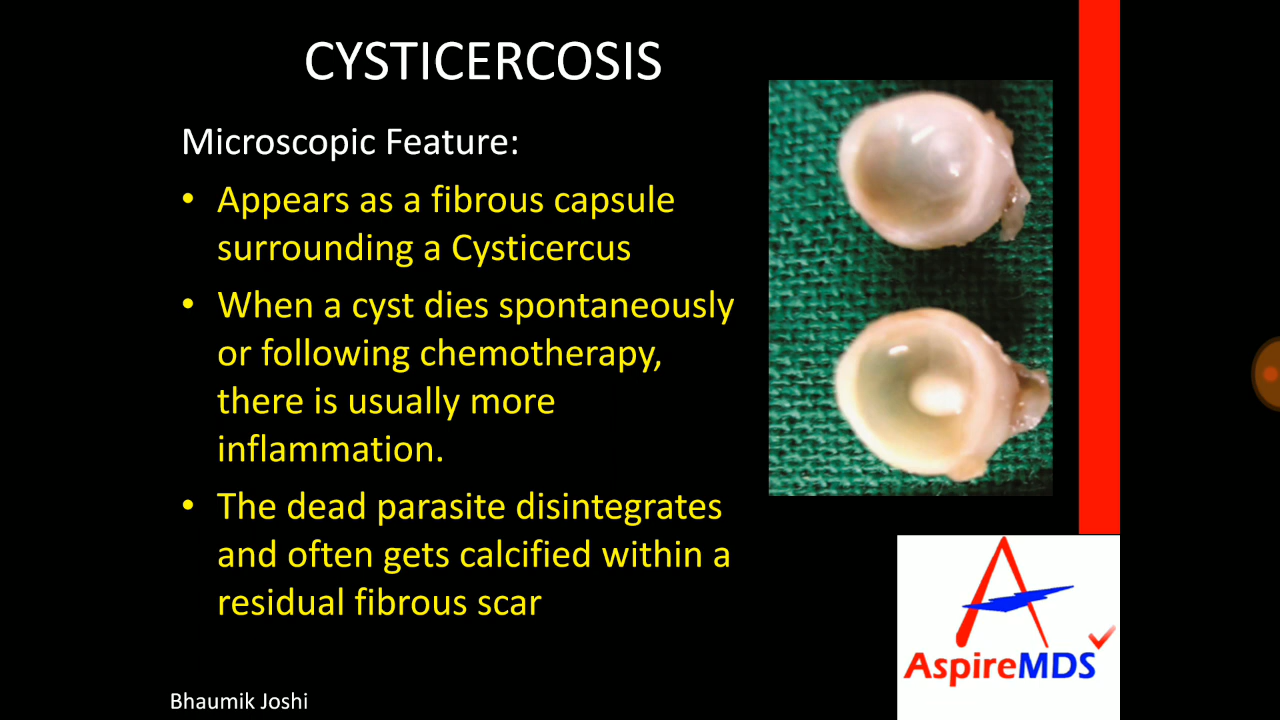 CYSTICERCOSIS
Microscopic Feature:
• Appears as a fibrous capsule
surrounding a Cysticercus
• When a cyst dies spontaneously
or following chemotherapy,
there is usually more
inflammation.
• The dead parasite disintegrates
and often gets calcified within a
residual fibrous scar
AspireMDS
Bhaumik Joshi